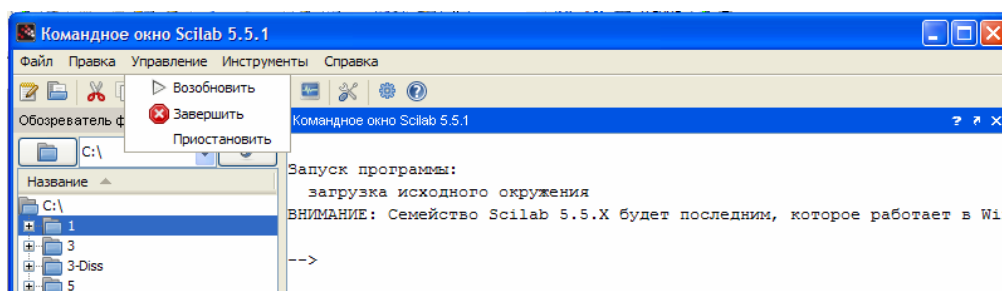 Командное окно Scilab 5.5.1
Файл Правка Управление Инструменты Справка
Возобновить
Завершить
Приостановить
Обозреватель ф
Командное окно Scilab 5.5.1
C:\
Название
C:\
1
3
3-Diss
5
Запуск программы:
загрузка исходного окружения
ВНИМАНИЕ: Семейство Scilab 5.5.X будет последним, которое работает в Wi
-->